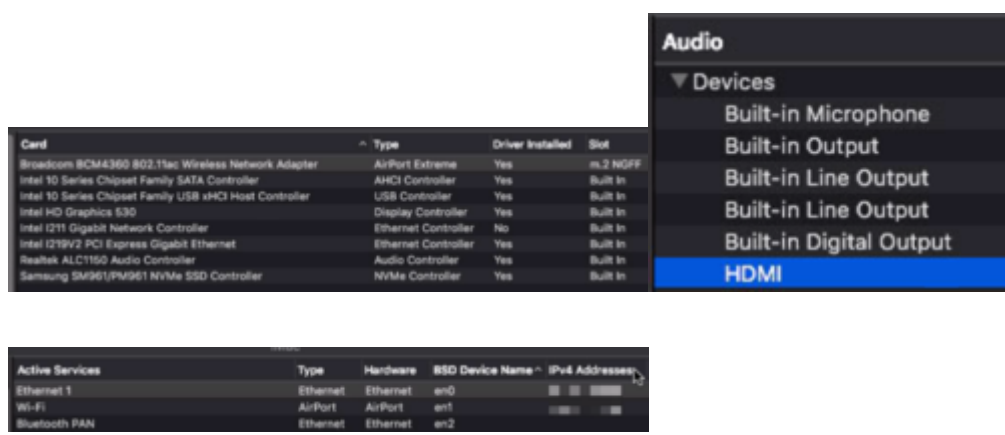 Audio
Devices
Built-in Microphone
Built-in Output
Built-in Line Output
Built-in Line Output
Built-in Digital Output
HDMI
Card Type Driver Installed Slot
Broadcom BCM4360 802.11ac Wireless Network Adapter AirPort Extreme Yes m.2 NGFF
Intel 10 Series Chipset Family SATA Controller AHCI Controller Yes Built In
Intel 10 Series Chipset Family USB xHCI Host Controller USB Controller Yes Built In
Intel HD Graphics 530 Display Controller Yes Built In
Intel I211 Gigabit Network Controller Ethernet Controller No Built In
Intel I219V2 PCI Express Gigabit Ethernet Ethernet Controller Yes Built In
Realtek ALC1150 Audio Controller Audio Controller Yes Built In
Samsung SM961/PM961 NVMe SSD Controller NVMe Controller Yes Built In
Active Services Type Hardware BSD Device Name IPv4 Addresses
Ethernet 1 Ethernet Ethernet en0
Wi-Fi AirPort AirPort en1
Bluetooth PAN Ethernet Ethernet en2